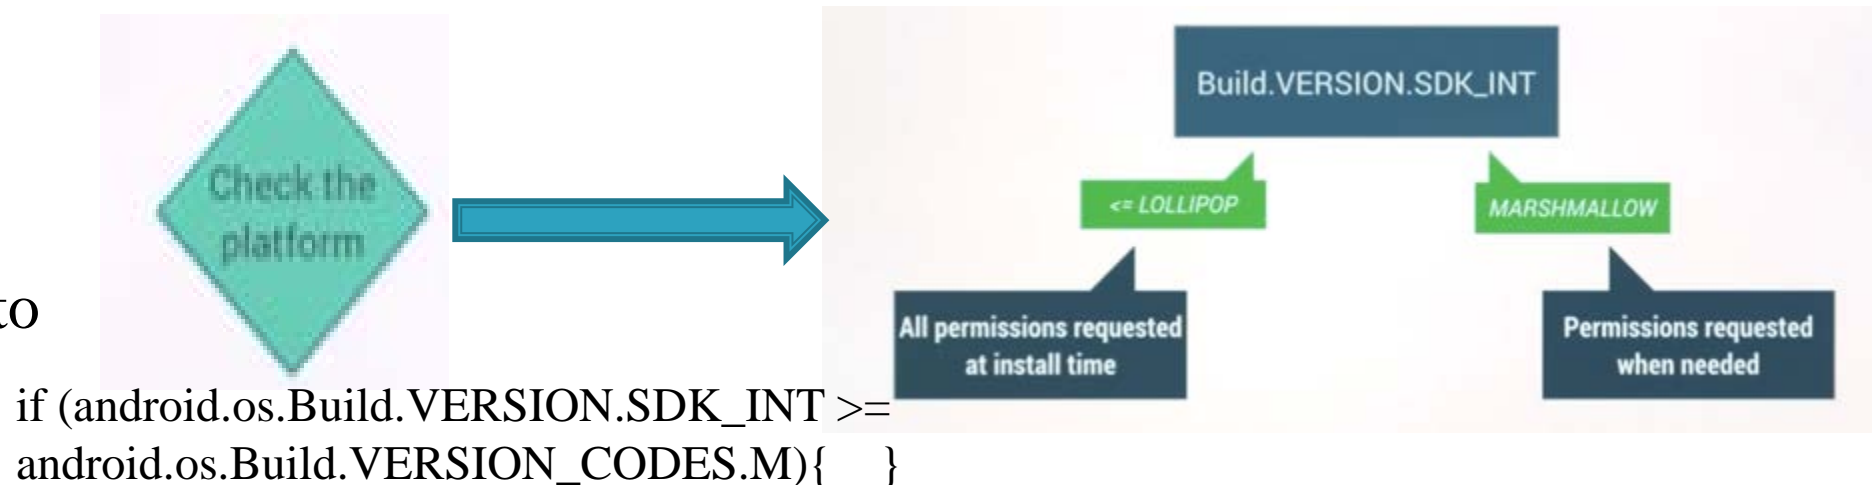 Check the
platform
Build.VERSION.SDK_INT
<= LOLLIPOP
MARSHMALLOW
All permissions requested
at install time
Permissions requested
when needed
to
if (android.os.Build.VERSION.SDK_INT >=
android.os.Build.VERSION_CODES.M){ }